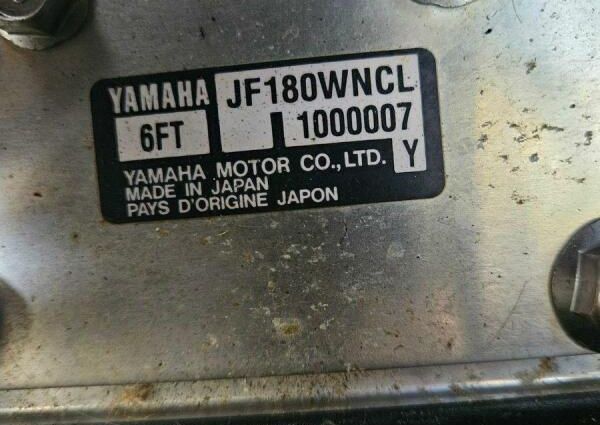 YAMAHA JF180WNCL
6FT 1000007
YAMAHA MOTOR CO.,LTD. Y
MADE IN JAPAN
PAYS D'ORIGINE JAPON